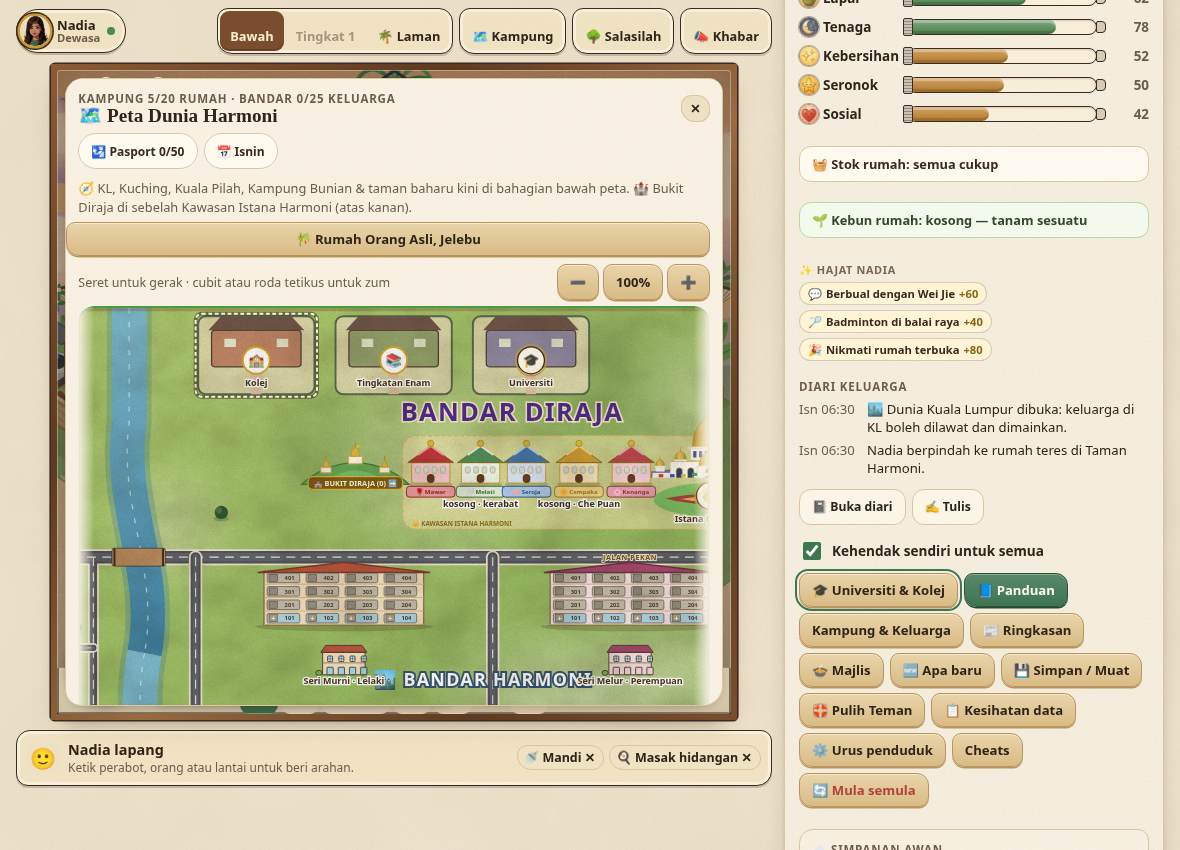 Nadia
Dewasa
Bawah
Tingkat 1
🌴 Laman
🗺️ Kampung
🌳 Salasilah
📣 Khabar
KAMPUNG 5/20 RUMAH · BANDAR 0/25 KELUARGA
🗺️ Peta Dunia Harmoni
✕
🛂 Pasport 0/50
📅 Isnin
🧭 KL, Kuching, Kuala Pilah, Kampung Bunian & taman baharu kini di bahagian bawah peta. 🏰 Bukit
Diraja di sebelah Kawasan Istana Harmoni (atas kanan).
🎋 Rumah Orang Asli, Jelebu
Seret untuk gerak · cubit atau roda tetikus untuk zum
➖
100%
➕
Kolej
Tingkatan Enam
Universiti
BANDAR DIRAJA
BUKIT DIRAJA (0) ➡️
Mawar
Melati
Seroja
Cempaka
Kenanga
kosong · kerabat
kosong · Che Puan
Istana
KAWASAN ISTANA HARMONI
JALAN PEKAN
401 402 403 404
301 302 303 304
201 202 203 204
101 102 103 104
401 402 403 404
301 302 303 304
201 202 203 204
101 102 103 104
Seri Murni · Lelaki
🏙️ BANDAR HARMONI
Seri Melur · Perempuan
Nadia lapang
Ketik perabot, orang atau lantai untuk beri arahan.
🚿 Mandi ✕
🍳 Masak hidangan ✕
Tenaga 78
Kebersihan 52
Seronok 50
Sosial 42
🧺 Stok rumah: semua cukup
🌱 Kebun rumah: kosong — tanam sesuatu
✨ HAJAT NADIA
💬 Berbual dengan Wei Jie +60
🏸 Badminton di balai raya +40
🎉 Nikmati rumah terbuka +80
DIARI KELUARGA
Isn 06:30 🏙️ Dunia Kuala Lumpur dibuka: keluarga di
KL boleh dilawat dan dimainkan.
Isn 06:30 Nadia berpindah ke rumah teres di Taman
Harmoni.
📓 Buka diari
✍️ Tulis
Kehendak sendiri untuk semua
🎓 Universiti & Kolej
📘 Panduan
Kampung & Keluarga
📰 Ringkasan
🍲 Majlis
🆕 Apa baru
💾 Simpan / Muat
🛟 Pulih Teman
📋 Kesihatan data
⚙️ Urus penduduk
Cheats
🔄 Mula semula